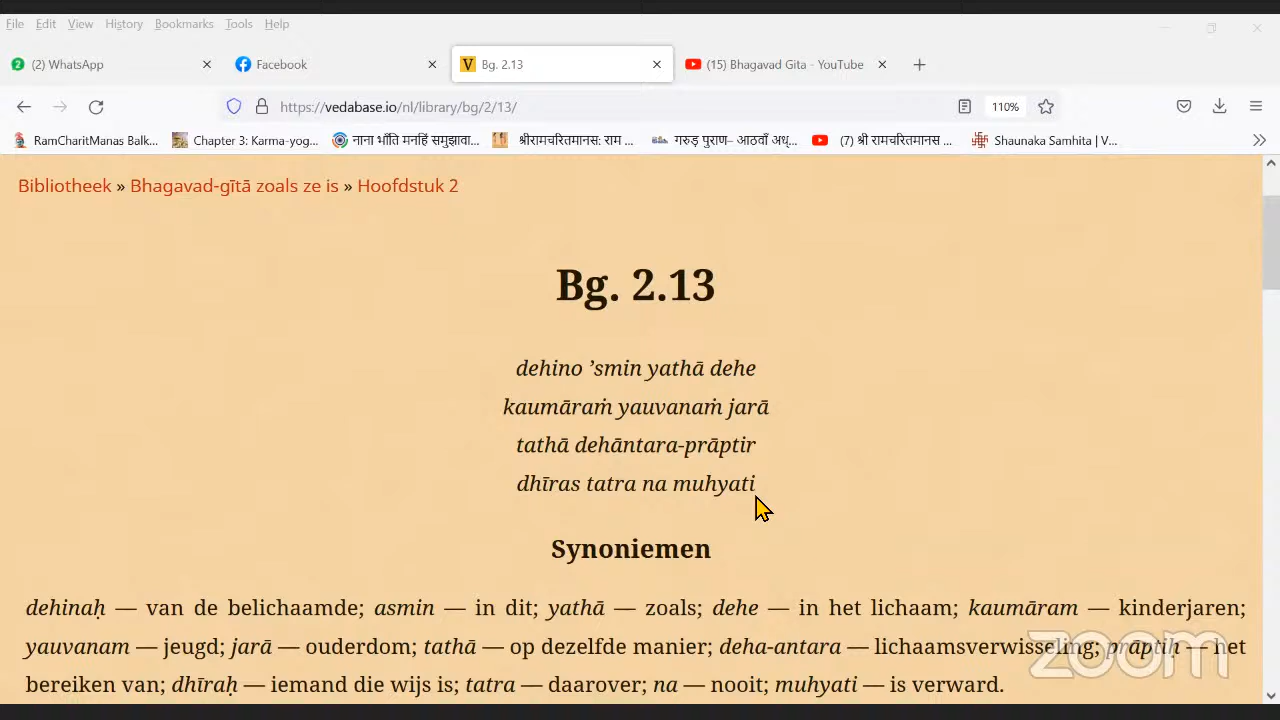 File Edit View History Bookmarks Tools Help
2 (2) WhatsApp Facebook V Bg. 2.13 (15) Bhagavad Gita - YouTube
https://vedabase.io/nl/library/bg/2/13/ 110%
RamCharitManas Balk... Chapter 3: Karma-yog... नाना भाँति मनहिं समुझावा... श्रीरामचरितमानस: राम ... गरुड़ पुराण– आठवाँ अध्... (7) श्री रामचरितमानस ... Shaunaka Samhita | V...
Bibliotheek » Bhagavad-gītā zoals ze is » Hoofdstuk 2
Bg. 2.13
dehino ’smin yathā dehe
kaumāraṁ yauvanaṁ jarā
tathā dehāntara-prāptir
dhīras tatra na muhyati
Synoniemen
dehinaḥ — van de belichaamde; asmin — in dit; yathā — zoals; dehe — in het lichaam; kaumāram — kinderjaren;
yauvanam — jeugd; jarā — ouderdom; tathā — op dezelfde manier; deha-antara — lichaamsverwisseling; prāptiḥ — het
bereiken van; dhīraḥ — iemand die wijs is; tatra — daarover; na — nooit; muhyati — is verward.
zoom